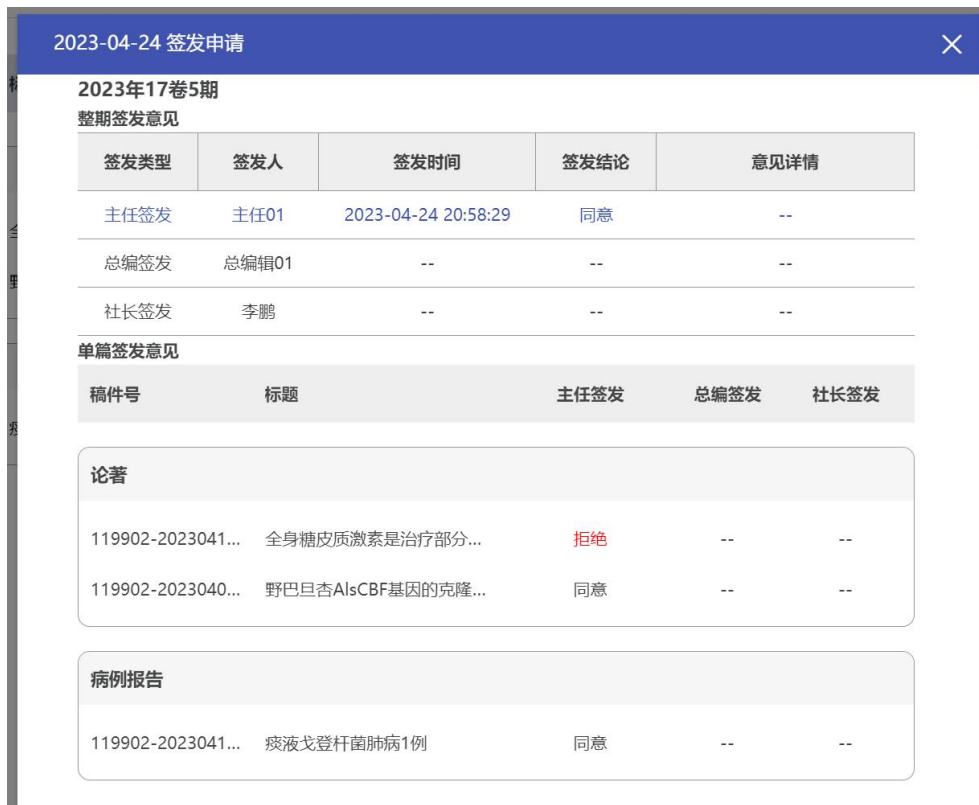 2023-04-24 签发申请
2023年17卷5期
整期签发意见
签发类型 签发人 签发时间 签发结论 意见详情
主任签发 主任01 2023-04-24 20:58:29 同意 --
总编签发 总编辑01 -- -- --
社长签发 李鹏 -- -- --
单篇签发意见
稿件号 标题 主任签发 总编签发 社长签发
论著
119902-2023041... 全身糖皮质激素是治疗部分... 拒绝 -- --
119902-2023040... 野巴旦杏AlsCBF基因的克隆... 同意 -- --
病例报告
119902-2023041... 痰液戈登杆菌肺病1例 同意 -- --